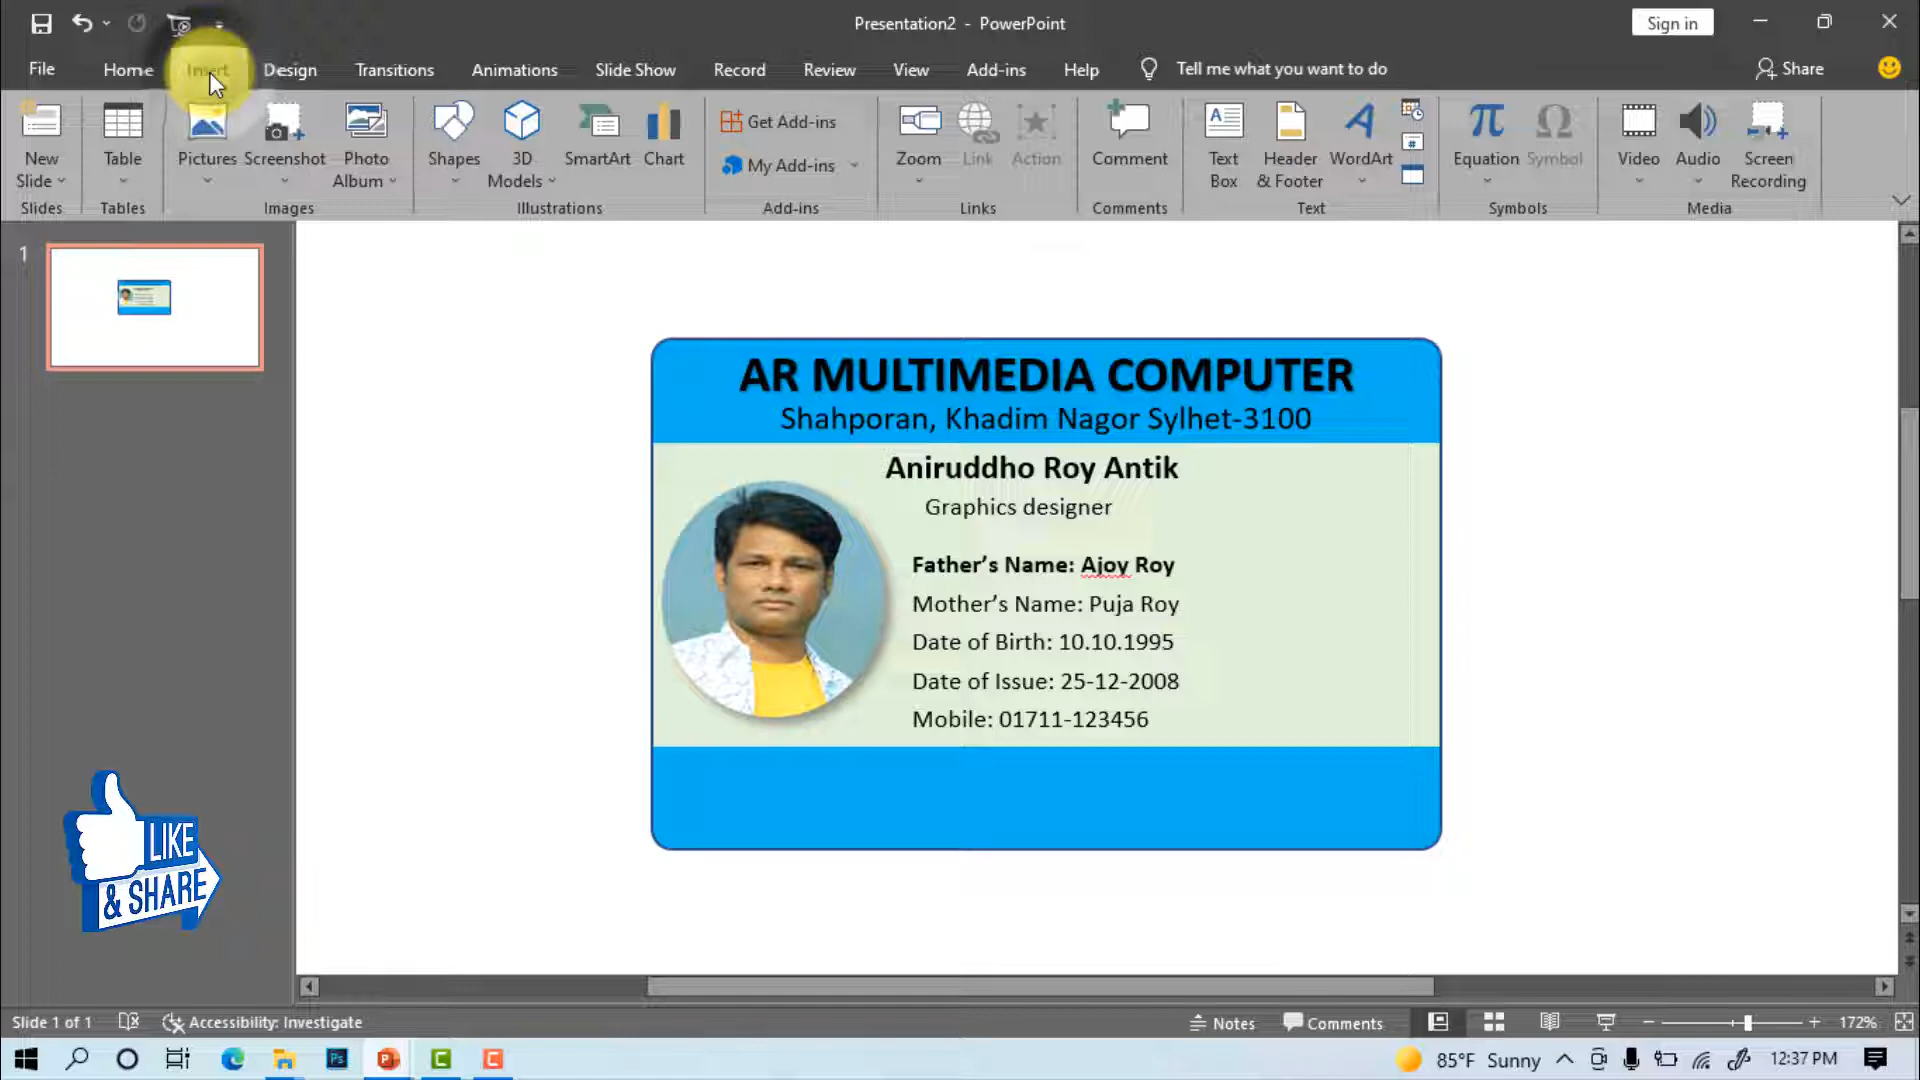 Presentation2 - PowerPoint
Sign in
File Home Insert Design Transitions Animations Slide Show Record Review View Add-ins Help Tell me what you want to do Share
New Slide
Table
Pictures
Screenshot
Photo Album
Shapes
3D Models
SmartArt
Chart
Get Add-ins
My Add-ins
Zoom
Link
Action
Comment
Text Box
Header & Footer
WordArt
Equation
Symbol
Video
Audio
Screen Recording
Slides Tables Images Illustrations Add-ins Links Comments Text Symbols Media
1
AR MULTIMEDIA COMPUTER
Shahporan, Khadim Nagor Sylhet-3100
Aniruddho Roy Antik
Graphics designer
Father’s Name: Ajoy Roy
Mother’s Name: Puja Roy
Date of Birth: 10.10.1995
Date of Issue: 25-12-2008
Mobile: 01711-123456
LIKE
& SHARE
Slide 1 of 1 Accessibility: Investigate Notes Comments 172%
Ps P C C 85°F Sunny 12:37 PM